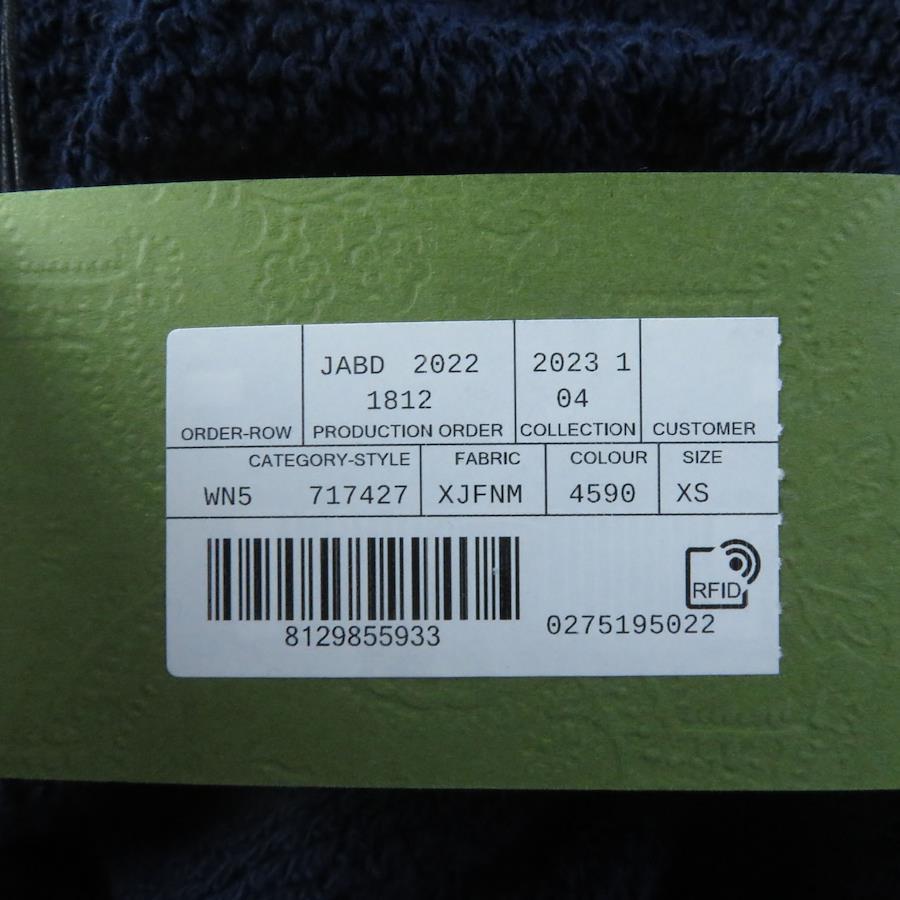 JABD 2022
1812
2023 1
04
ORDER-ROW PRODUCTION ORDER COLLECTION CUSTOMER
CATEGORY-STYLE FABRIC COLOUR SIZE
WN5 717427 XJFNM 4590 XS
RFID
8129855933
0275195022